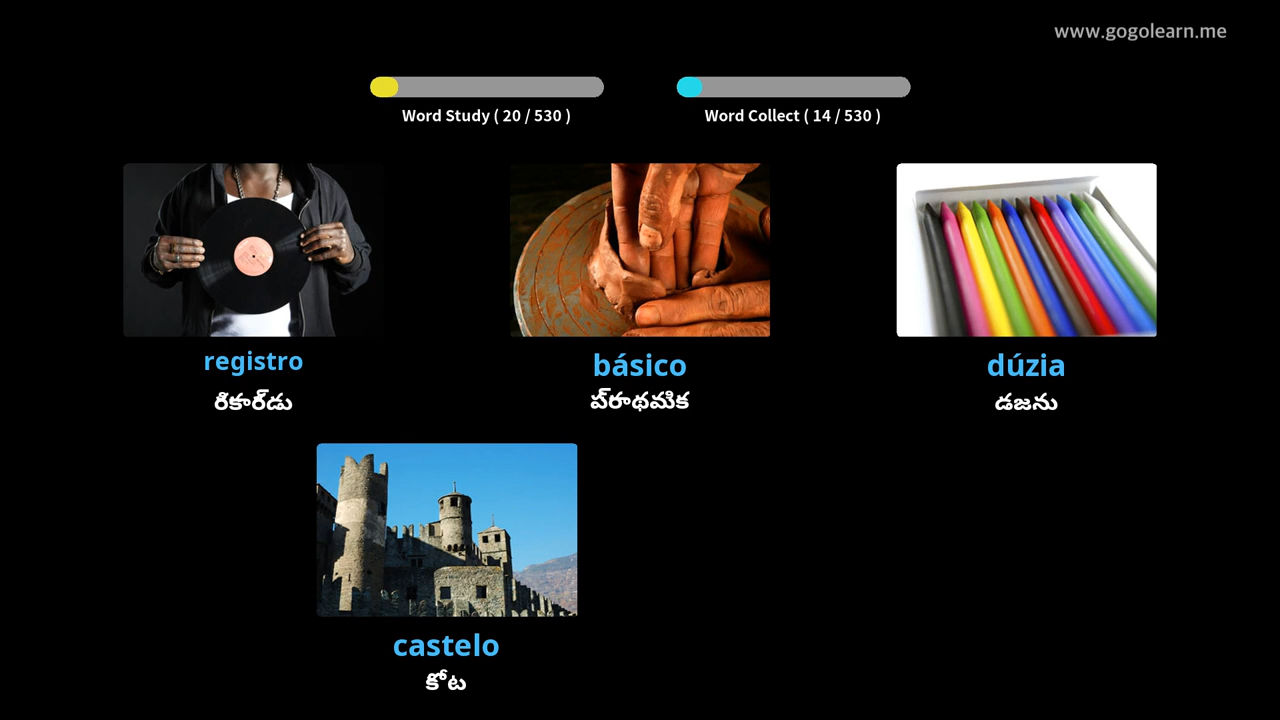 www.gogolearn.me
Word Study ( 20 / 530 )
Word Collect ( 14 / 530 )
registro
రికార్డు
básico
ప్రాథమిక
dúzia
డజను
castelo
కోట